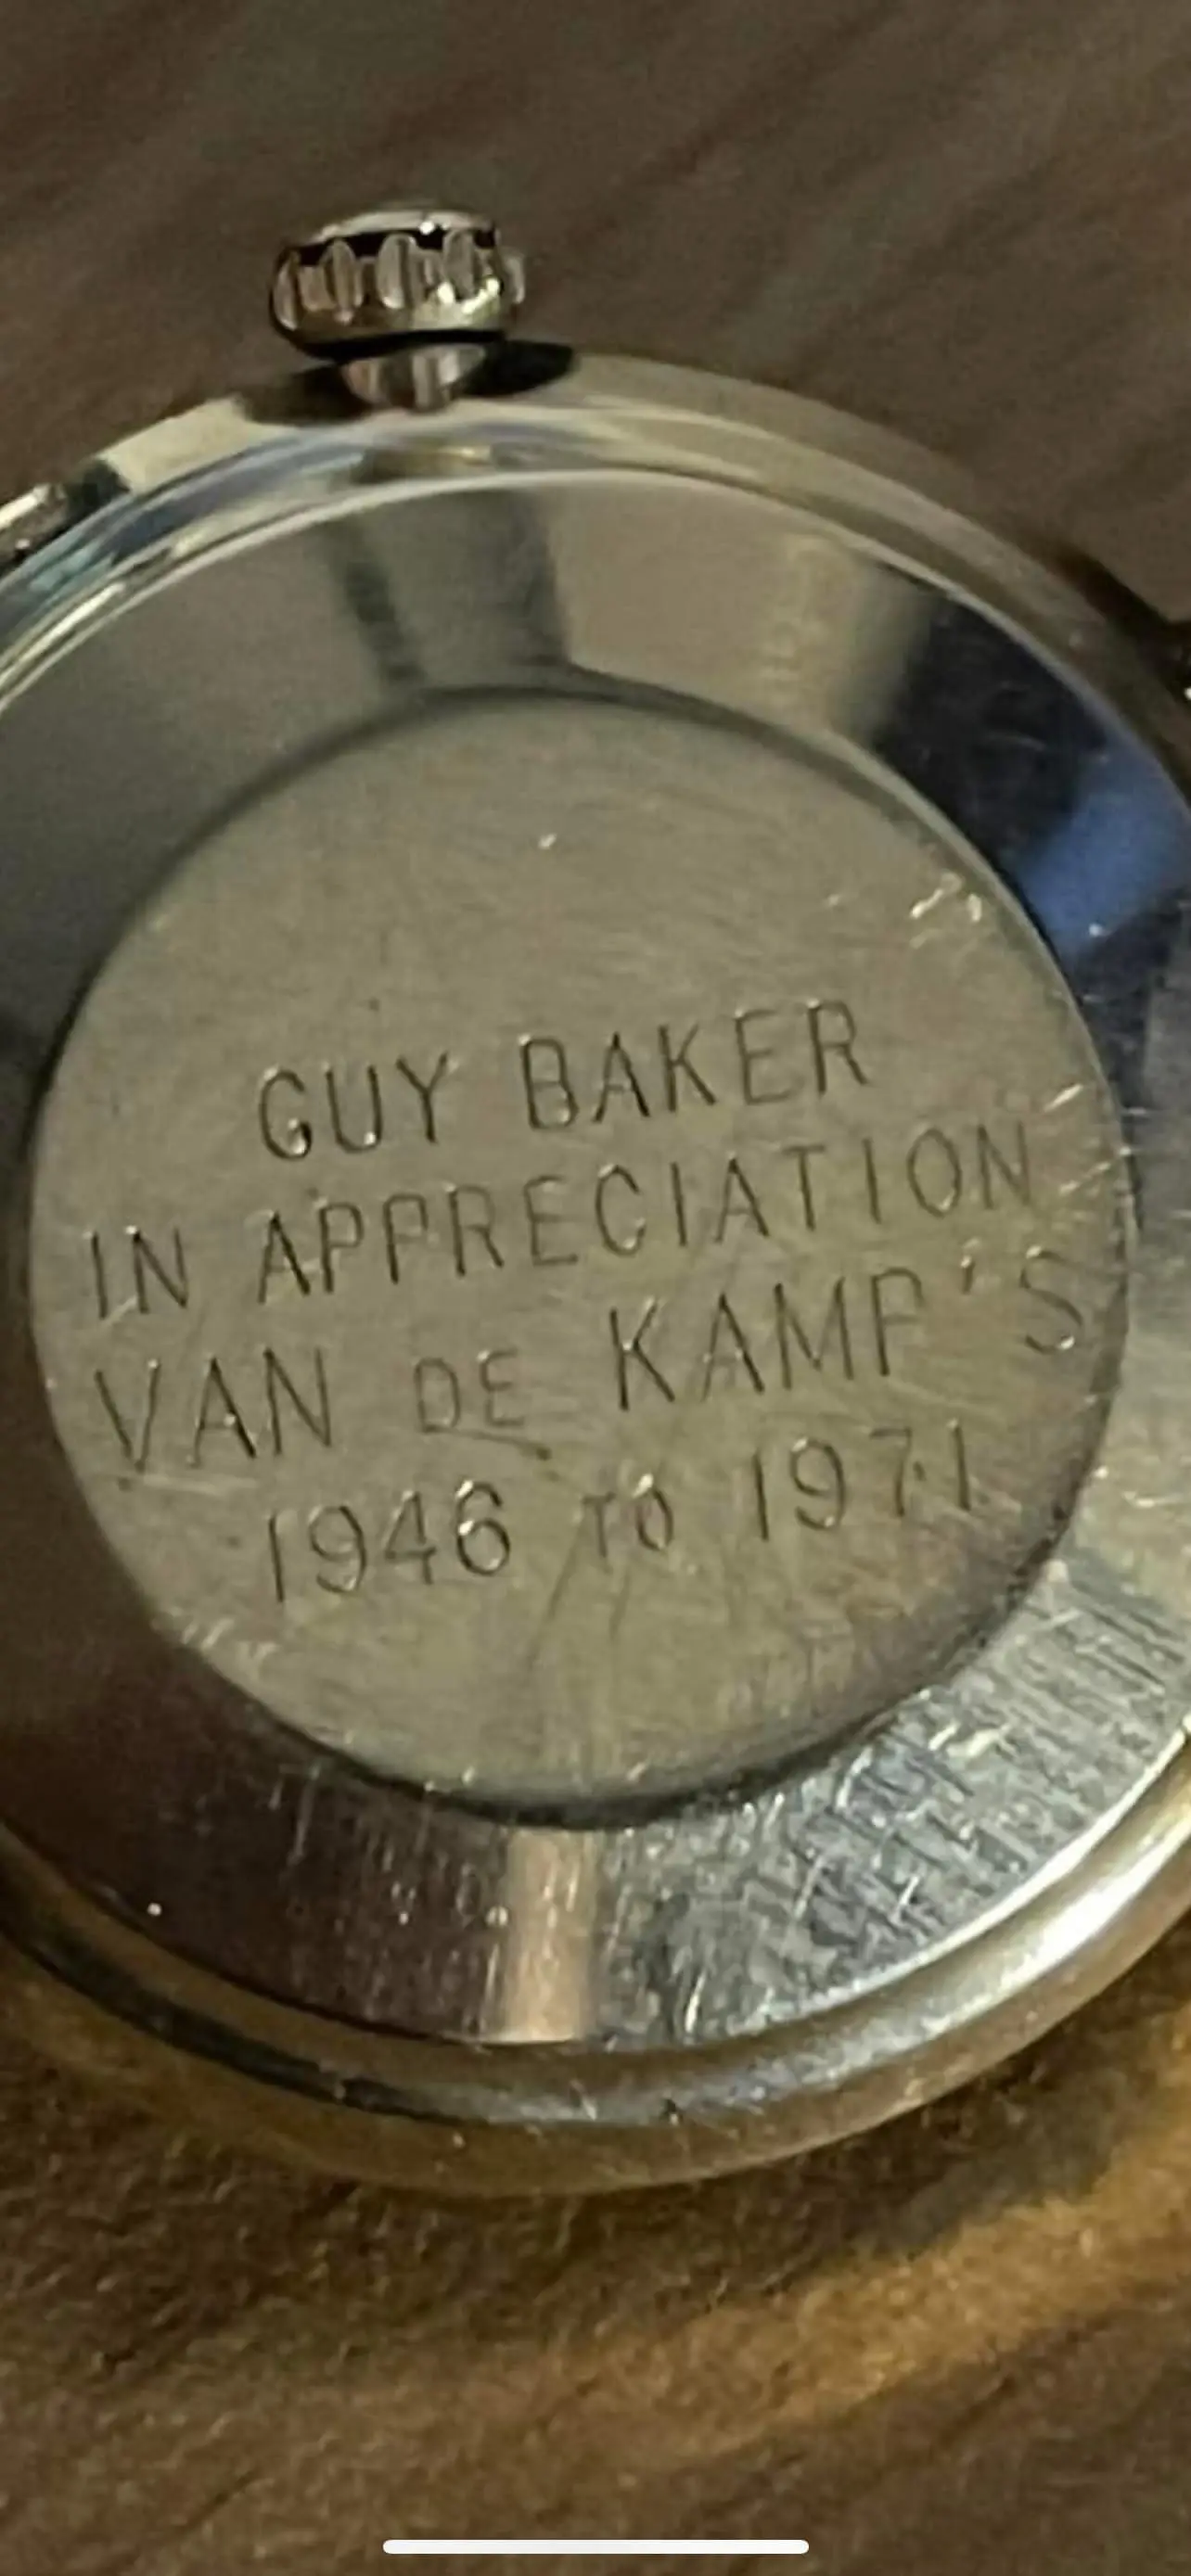 GUY BAKER
IN APPRECIATION
VAN DE KAMP'S
1946 TO 1971